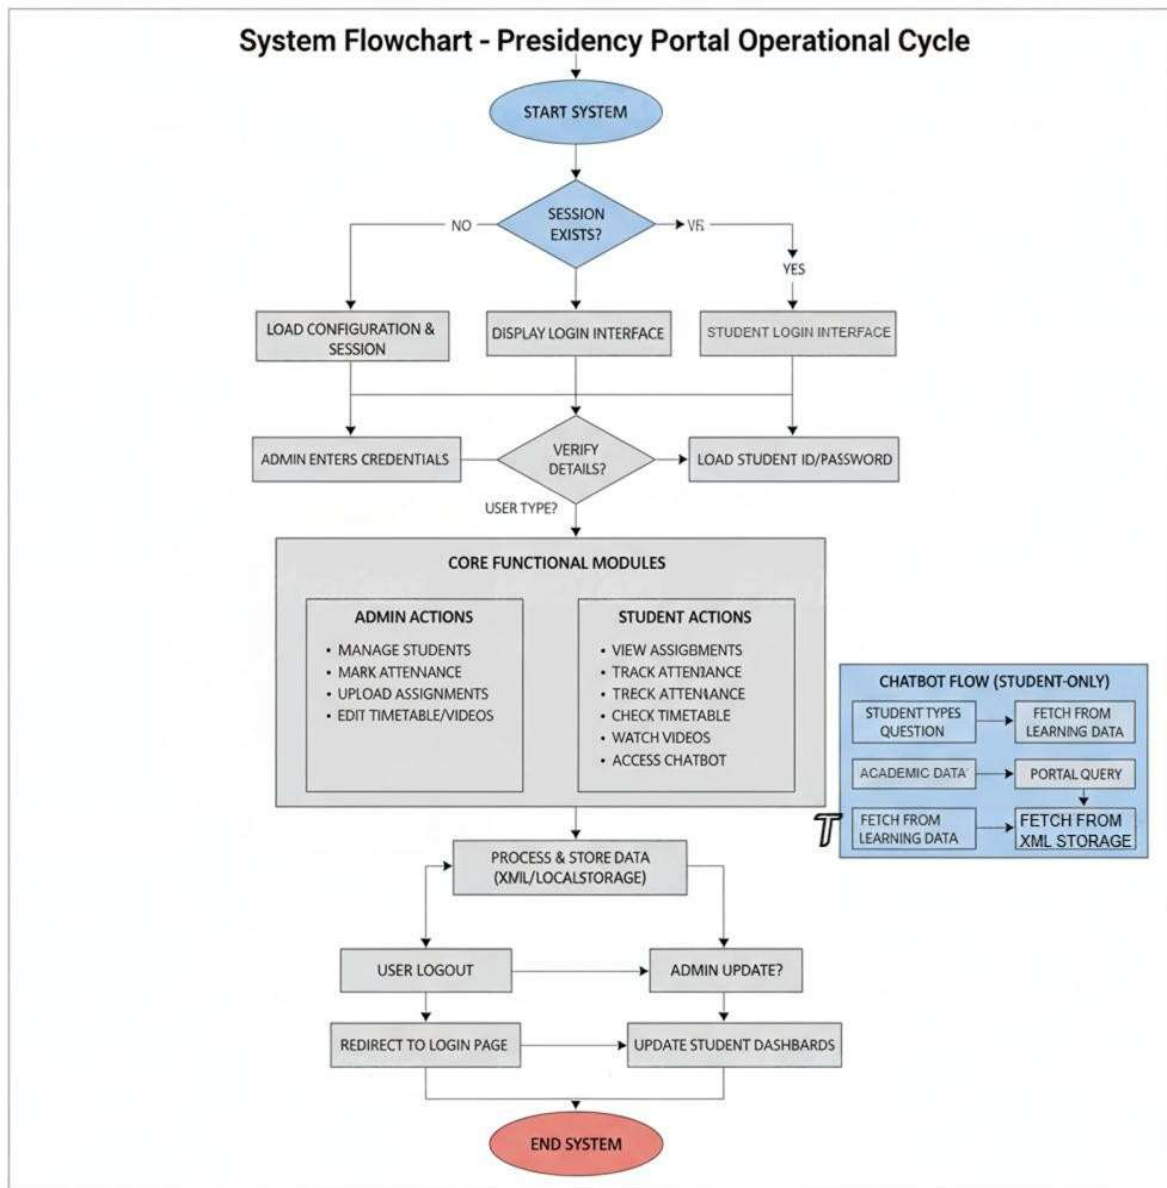 System Flowchart - Presidency Portal Operational Cycle
START SYSTEM
SESSION
EXISTS?
NO
YES
LOAD CONFIGURATION &
SESSION
DISPLAY LOGIN INTERFACE
STUDENT LOGIN INTERFACE
ADMIN ENTERS CREDENTIALS
VERIFY
DETAILS?
LOAD STUDENT ID/PASSWORD
USER TYPE?
CORE FUNCTIONAL MODULES
ADMIN ACTIONS
• MANAGE STUDENTS
• MARK ATTENNANCE
• UPLOAD ASSIGNMENTS
• EDIT TIMETABLE/VIDEOS
STUDENT ACTIONS
• VIEW ASSIGBMENTS
• TRACK
• TRECK
• CHECK TIMETABLE
• WATCH VIDEOS
• ACCESS CHATBOT
CHATBOT FLOW (STUDENT-ONLY)
STUDENT TYPES
QUESTION
FETCH FROM
LEARNING DATA
ACADEMIC DATA
PORTAL QUERY
T
FETCH FROM
LEARNING DATA
FETCH FROM
XML STORAGE
PROCESS & STORE DATA
(XML/LOCALSTORAGE)
USER LOGOUT
ADMIN UPDATE?
REDIRECT TO LOGIN PAGE
UPDATE STUDENT DASHBARDS
END SYSTEM